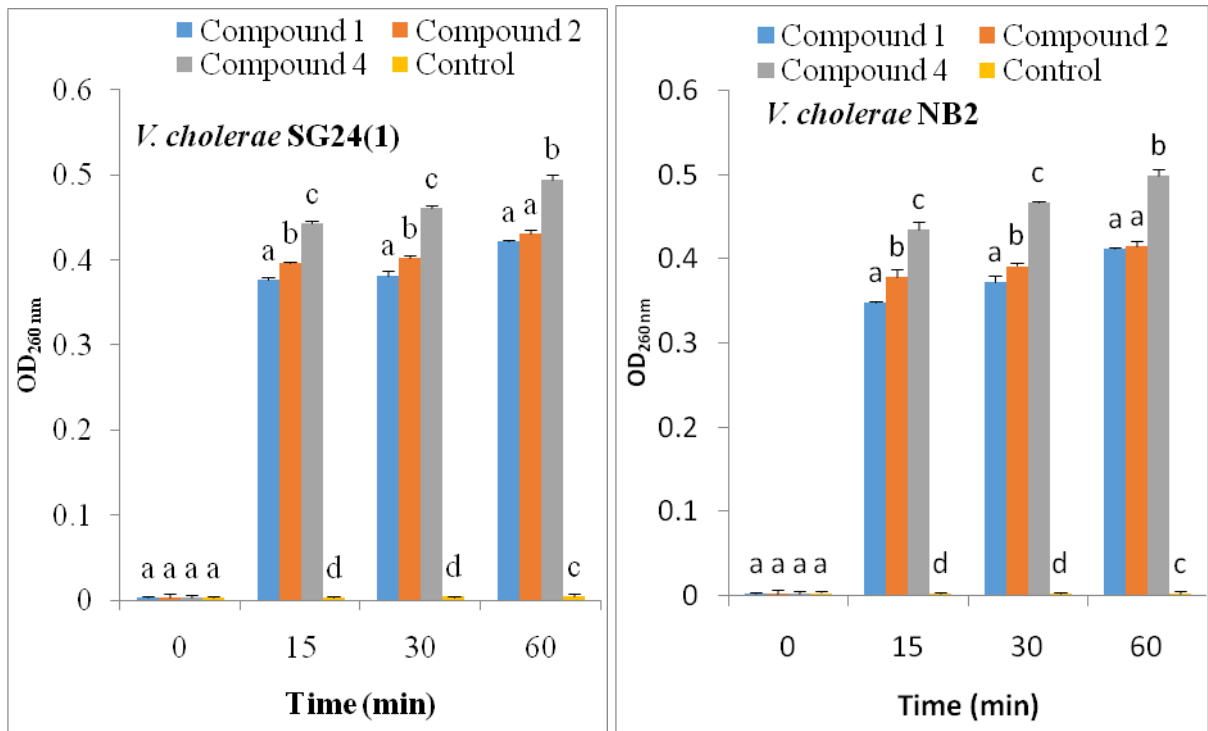 Compound 1 Compound 2
Compound 4 Control
0.6
V. cholerae SG24(1)
b
0.5
c
c
a a
b
b
a
a
0.4
0.3
OD260 nm
0.2
0.1
a a a a
d
d
c
0
0 15 30 60
Time (min)
Compound 1 Compound 2
Compound 4 Control
0.6
V. cholerae NB2
b
0.5
c
c
a a
b
b
a
a
0.4
0.3
OD260 nm
0.2
0.1
a a a a
d
d
c
0
0 15 30 60
Time (min)